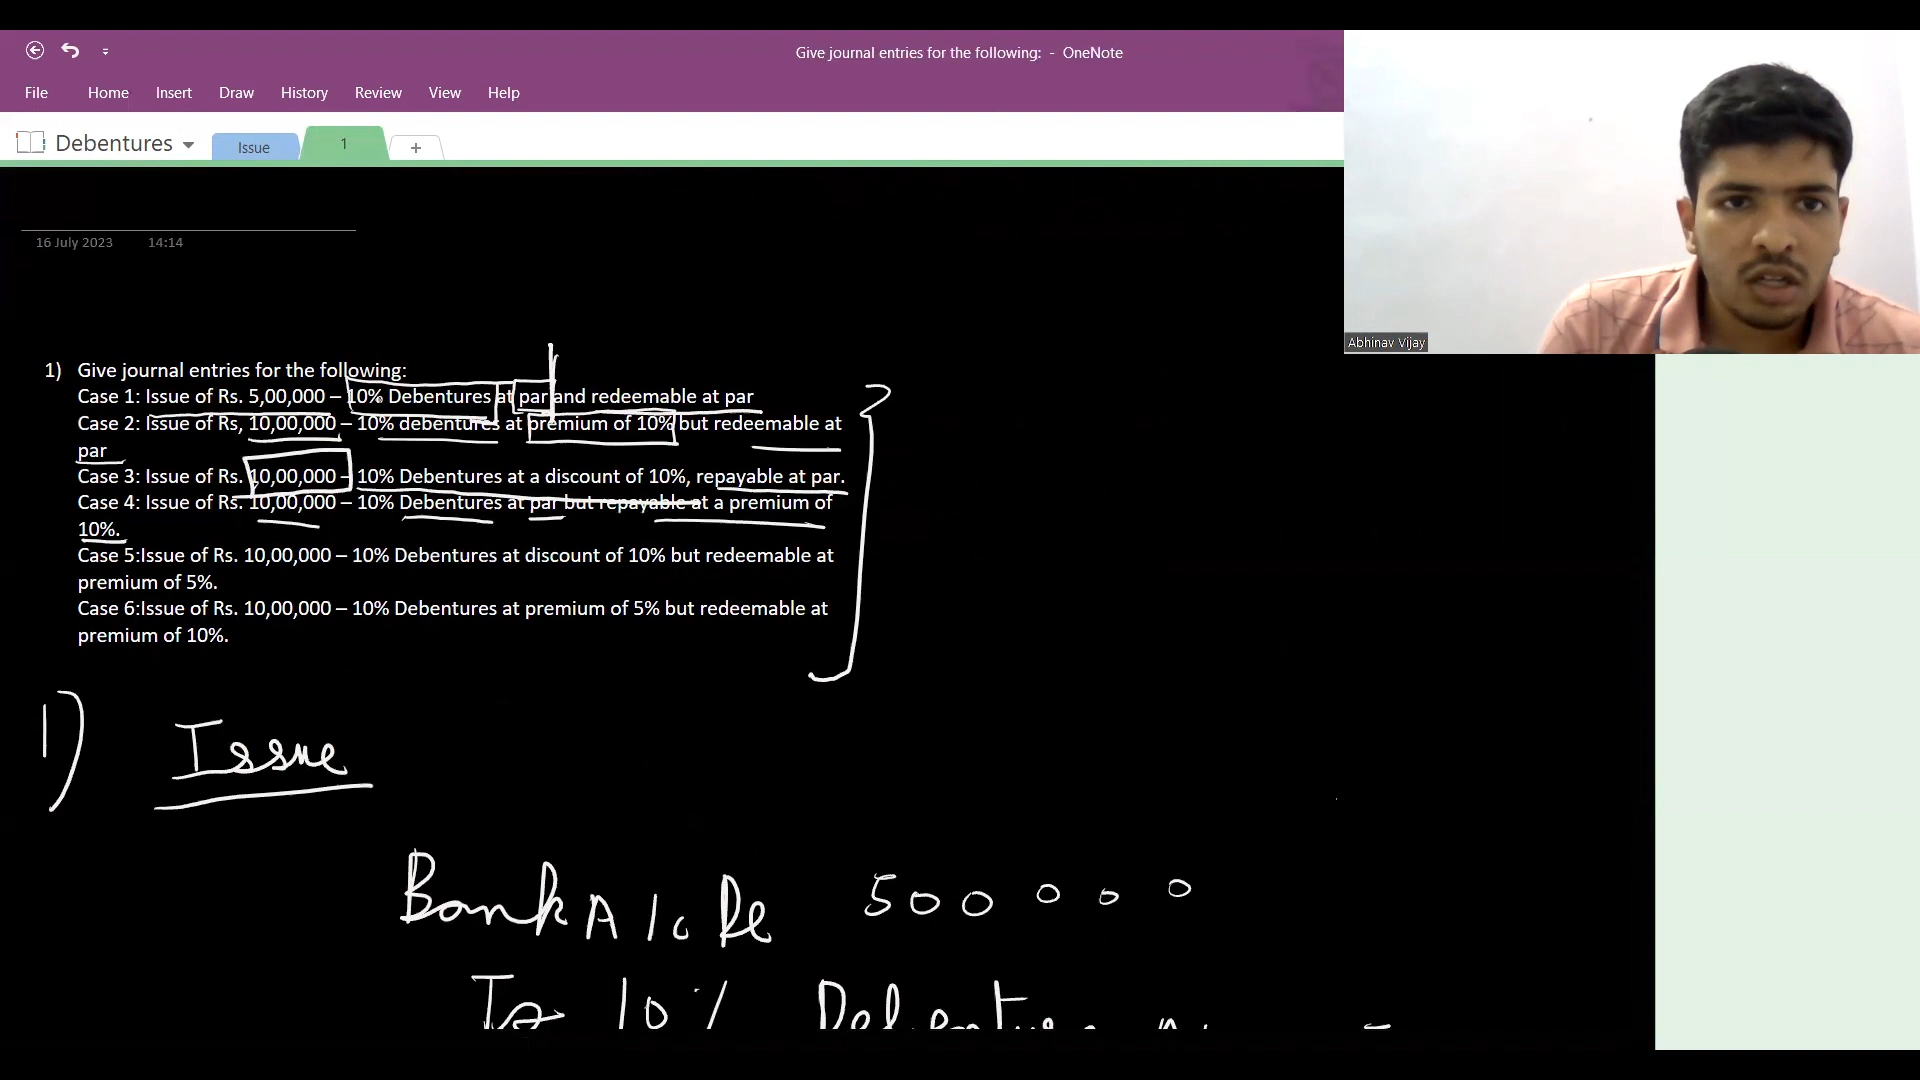 Give journal entries for the following: - OneNote
File Home Insert Draw History Review View Help
Debentures Issue 1 +
Abhinav Vijay
16 July 2023 14:14
1) Give journal entries for the following:
Case 1: Issue of Rs. 5,00,000 – 10% Debentures at par and redeemable at par
Case 2: Issue of Rs, 10,00,000 – 10% debentures at premium of 10% but redeemable at
par
Case 3: Issue of Rs. 10,00,000 – 10% Debentures at a discount of 10%, repayable at par.
Case 4: Issue of Rs. 10,00,000 – 10% Debentures at par but repayable at a premium of
10%.
Case 5:Issue of Rs. 10,00,000 – 10% Debentures at discount of 10% but redeemable at
premium of 5%.
Case 6:Issue of Rs. 10,00,000 – 10% Debentures at premium of 5% but redeemable at
premium of 10%.
1) Issue
Bank A/c De 500000
To 10%